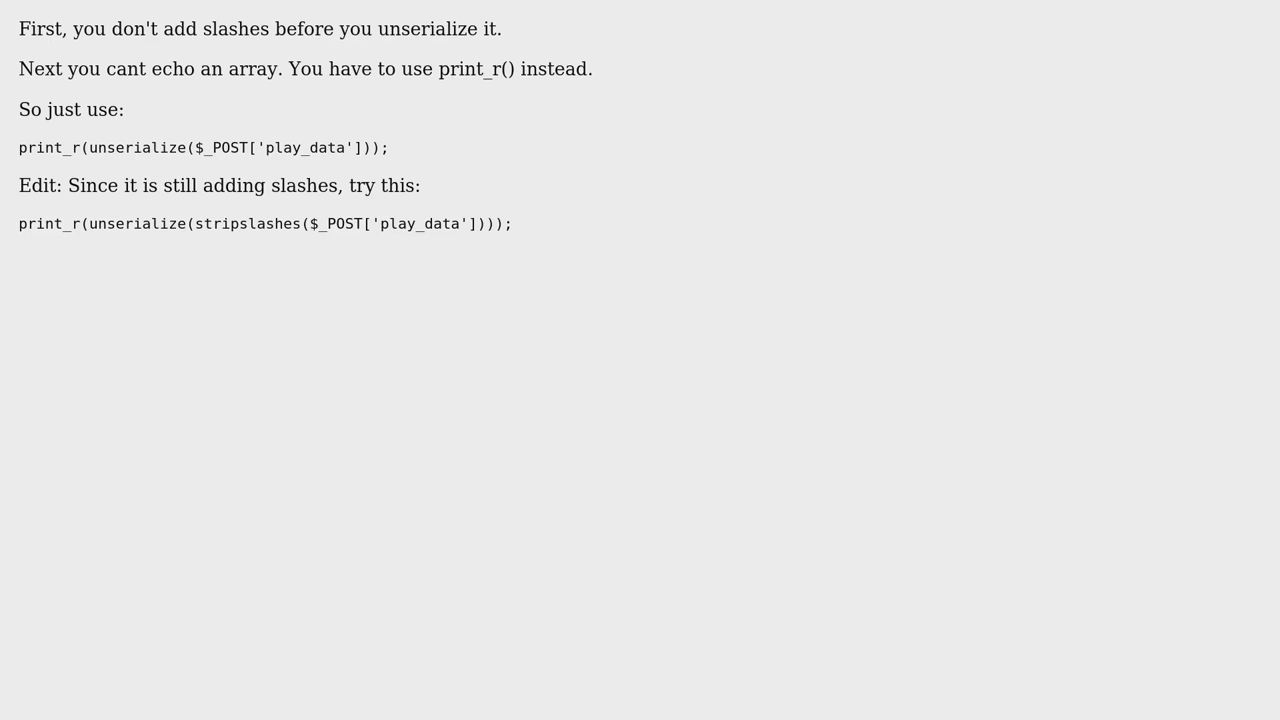 First, you don't add slashes before you unserialize it.
Next you cant echo an array. You have to use print_r() instead.
So just use:
print_r(unserialize($_POST['play_data']));
Edit: Since it is still adding slashes, try this:
print_r(unserialize(stripslashes($_POST['play_data'])));